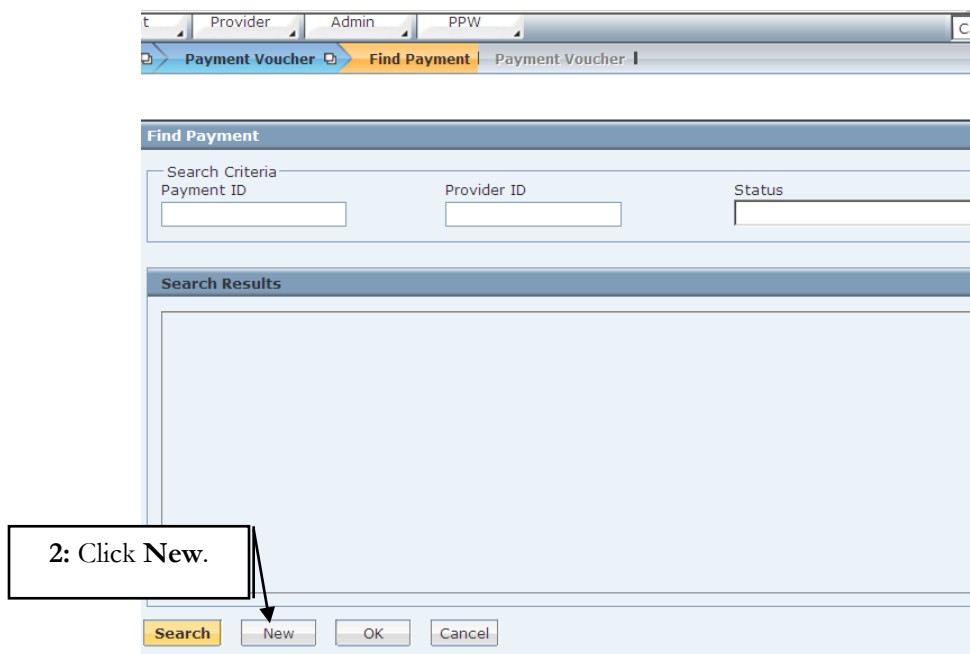 t Provider Admin PPW
Payment Voucher Find Payment Payment Voucher
Find Payment
Search Criteria
Payment ID Provider ID Status
Search Results
2: Click New.
Search New OK Cancel